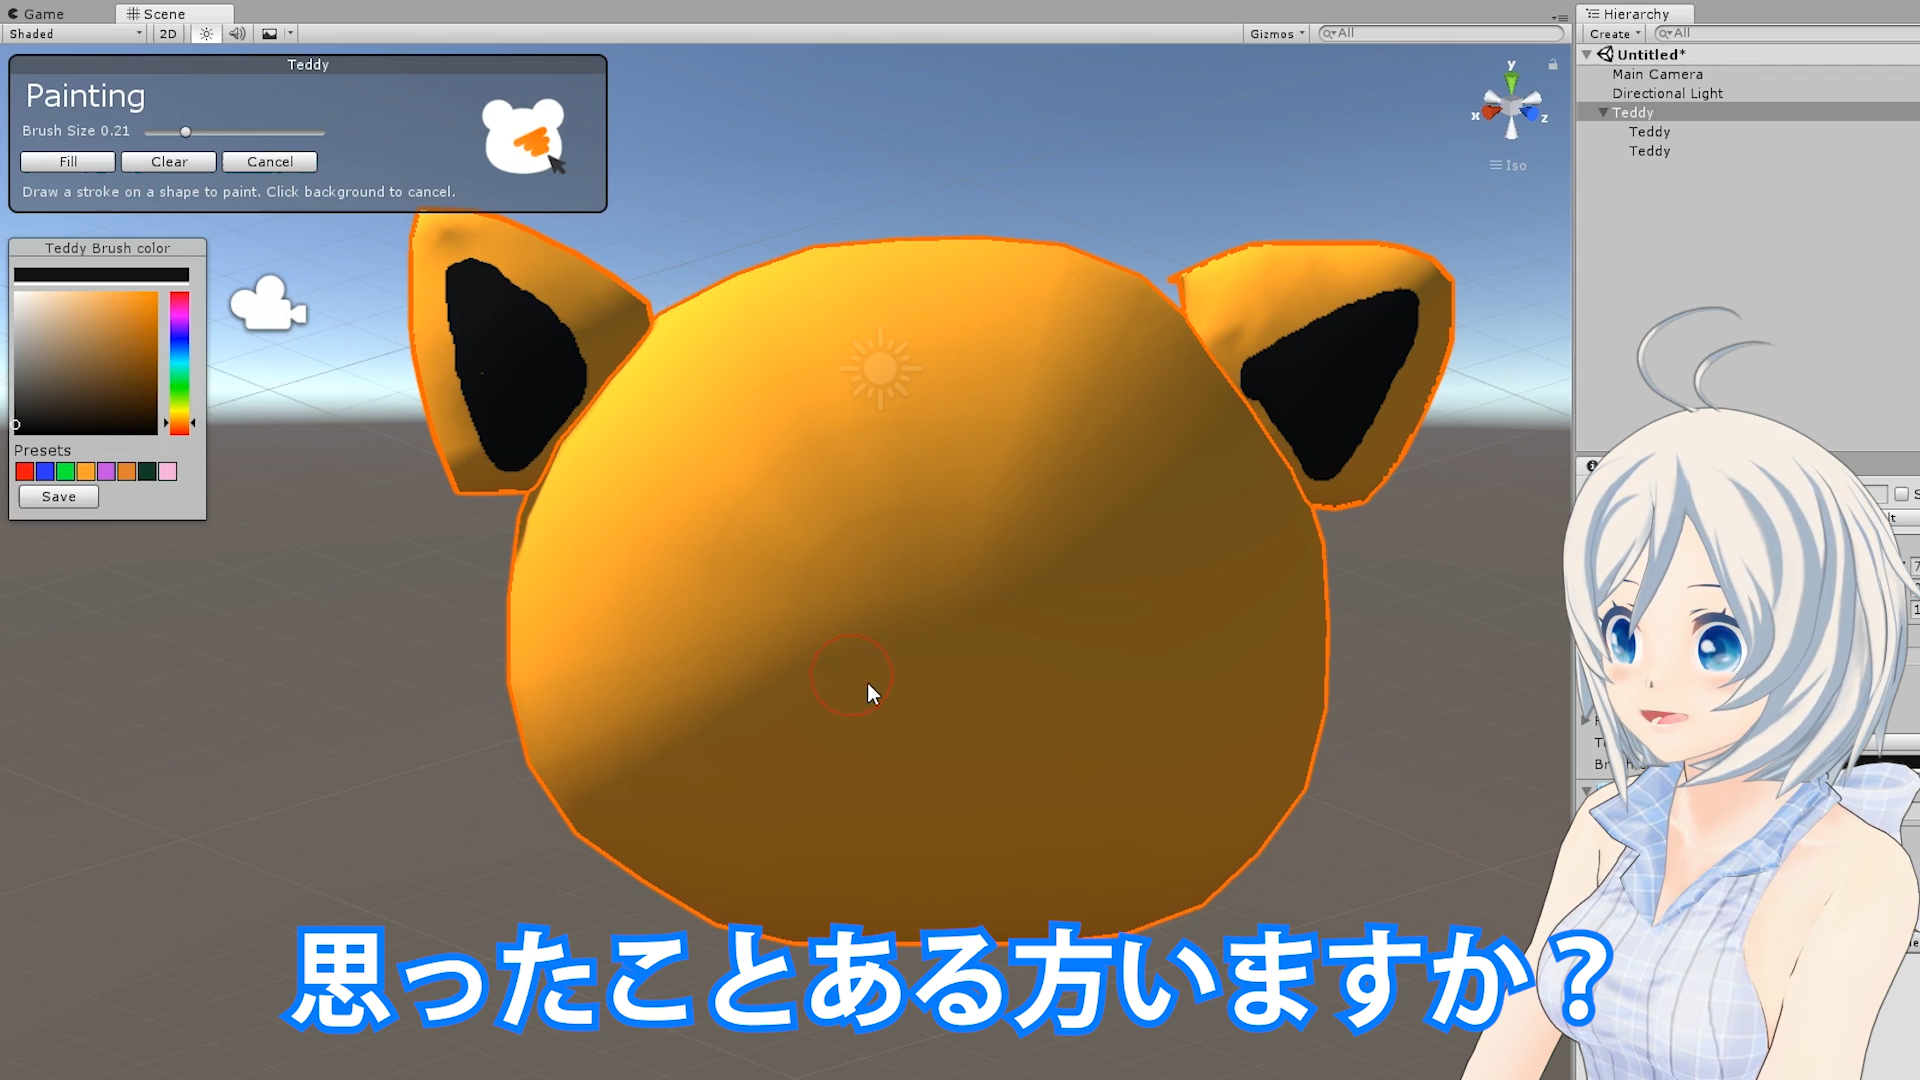 Game
Scene
Hierarchy
Shaded
2D
Gizmos
All
Create
All
Untitled*
Main Camera
Directional Light
Teddy
Teddy
Teddy
Teddy
Painting
Brush Size 0.21
Fill
Clear
Cancel
Draw a stroke on a shape to paint. Click background to cancel.
y
x
z
Iso
Teddy Brush color
Presets
Save
思ったことある方いますか？